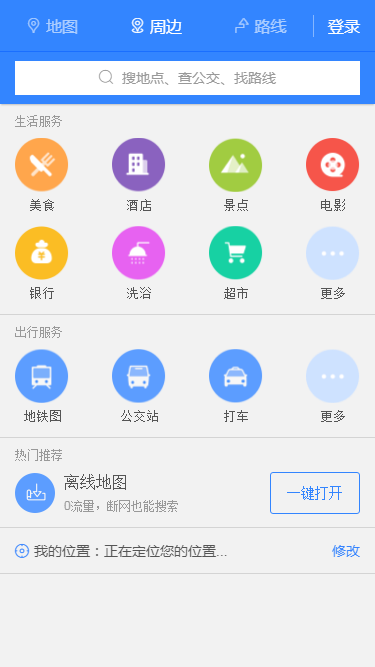 地图 周边 路线 登录
搜地点、查公交、找路线
生活服务
美食 酒店 景点 电影
银行 洗浴 超市 更多
出行服务
地铁图 公交站 打车 更多
热门推荐
离线地图
0流量，断网也能搜索
一键打开
我的位置：正在定位您的位置... 修改